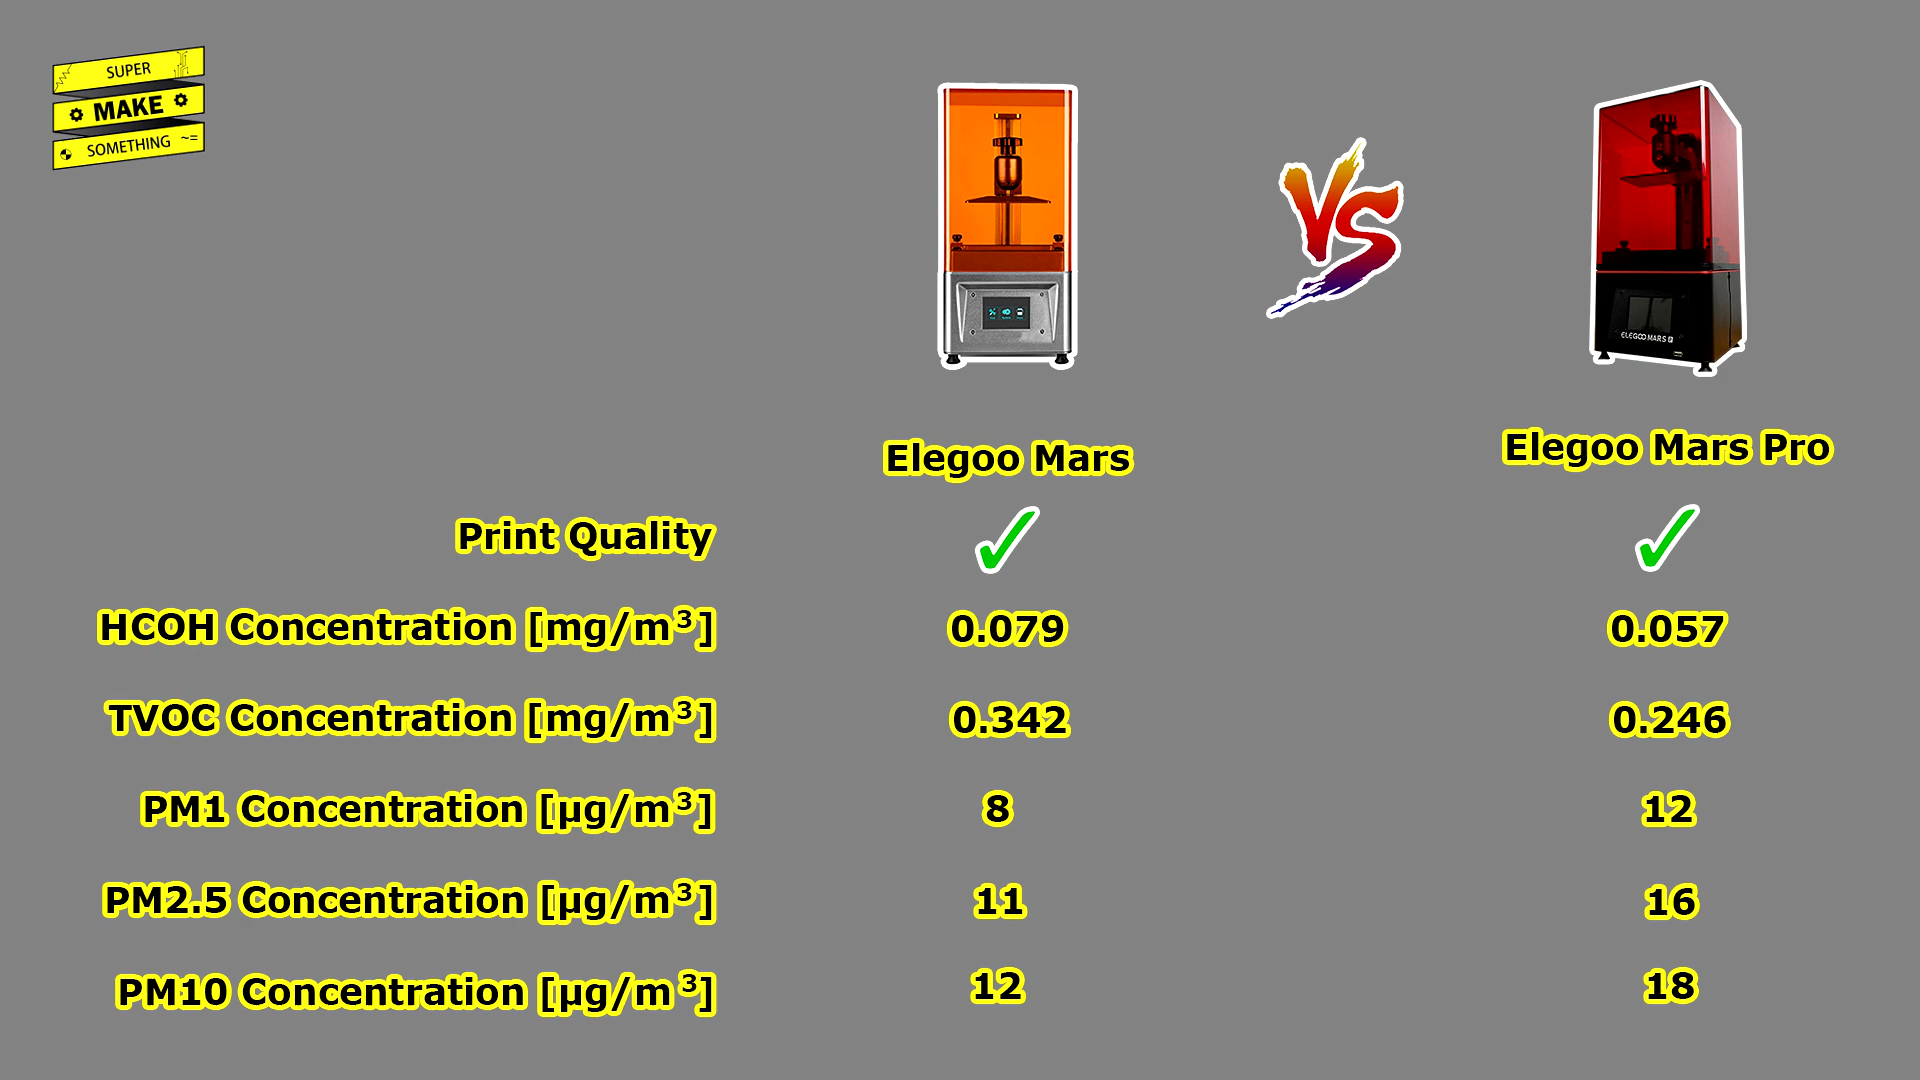 SUPER
MAKE
SOMETHING ~=
VS
ELEGOO MARS P
Elegoo Mars
Elegoo Mars Pro
Print Quality ✓ ✓
HCOH Concentration [mg/m³] 0.079 0.057
TVOC Concentration [mg/m³] 0.342 0.246
PM1 Concentration [µg/m³] 8 12
PM2.5 Concentration [µg/m³] 11 16
PM10 Concentration [µg/m³] 12 18